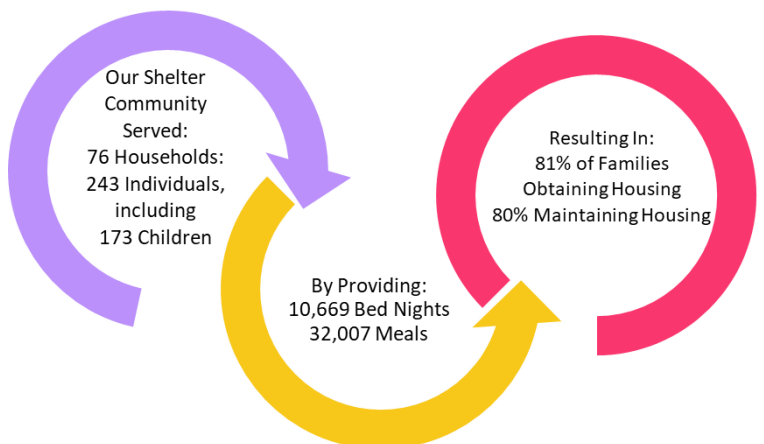 Our Shelter
Community
Served:
76 Households:
243 Individuals,
including
173 Children
By Providing:
10,669 Bed Nights
32,007 Meals
Resulting In:
81% of Families
Obtaining Housing
80% Maintaining Housing